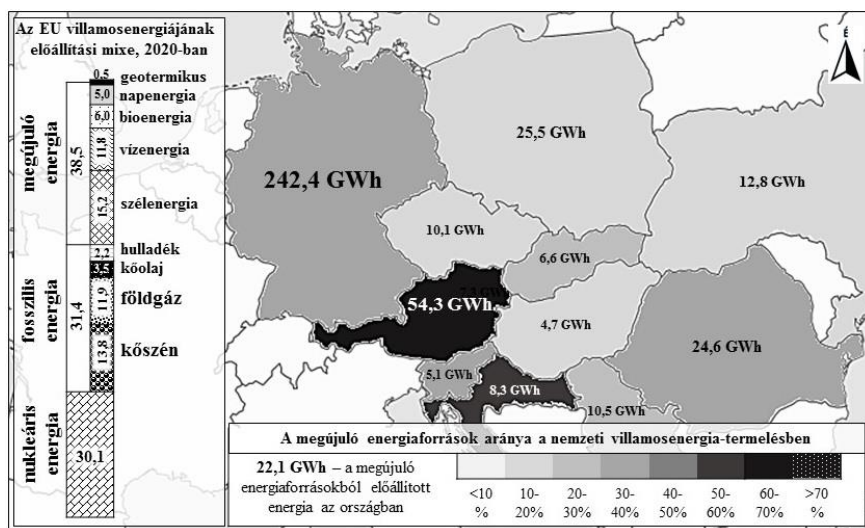 Az EU villamosenergiájának
előállítási mixe, 2020-ban
megújuló
energia
38,5
0,5 geotermikus
5,0 napenergia
6,0 bioenergia
11,8 vízenergia
15,2 szélenergia
fosszilis
energia
31,4
2,2 hulladék
3,5 kőolaj
11,9 földgáz
13,8 kőszén
nukleáris
energia
30,1
É
242,4 GWh
25,5 GWh
12,8 GWh
10,1 GWh
6,6 GWh
54,3 GWh
4,7 GWh
24,6 GWh
5,1 GWh
8,3 GWh
10,5 GWh
A megújuló energiaforrások aránya a nemzeti villamosenergia-termelésben
22,1 GWh – a megújuló
energiaforrásokból előállított
energia az országban
<10 % 10-20% 20-30% 30-40% 40-50% 50-60% 60-70% >70 %